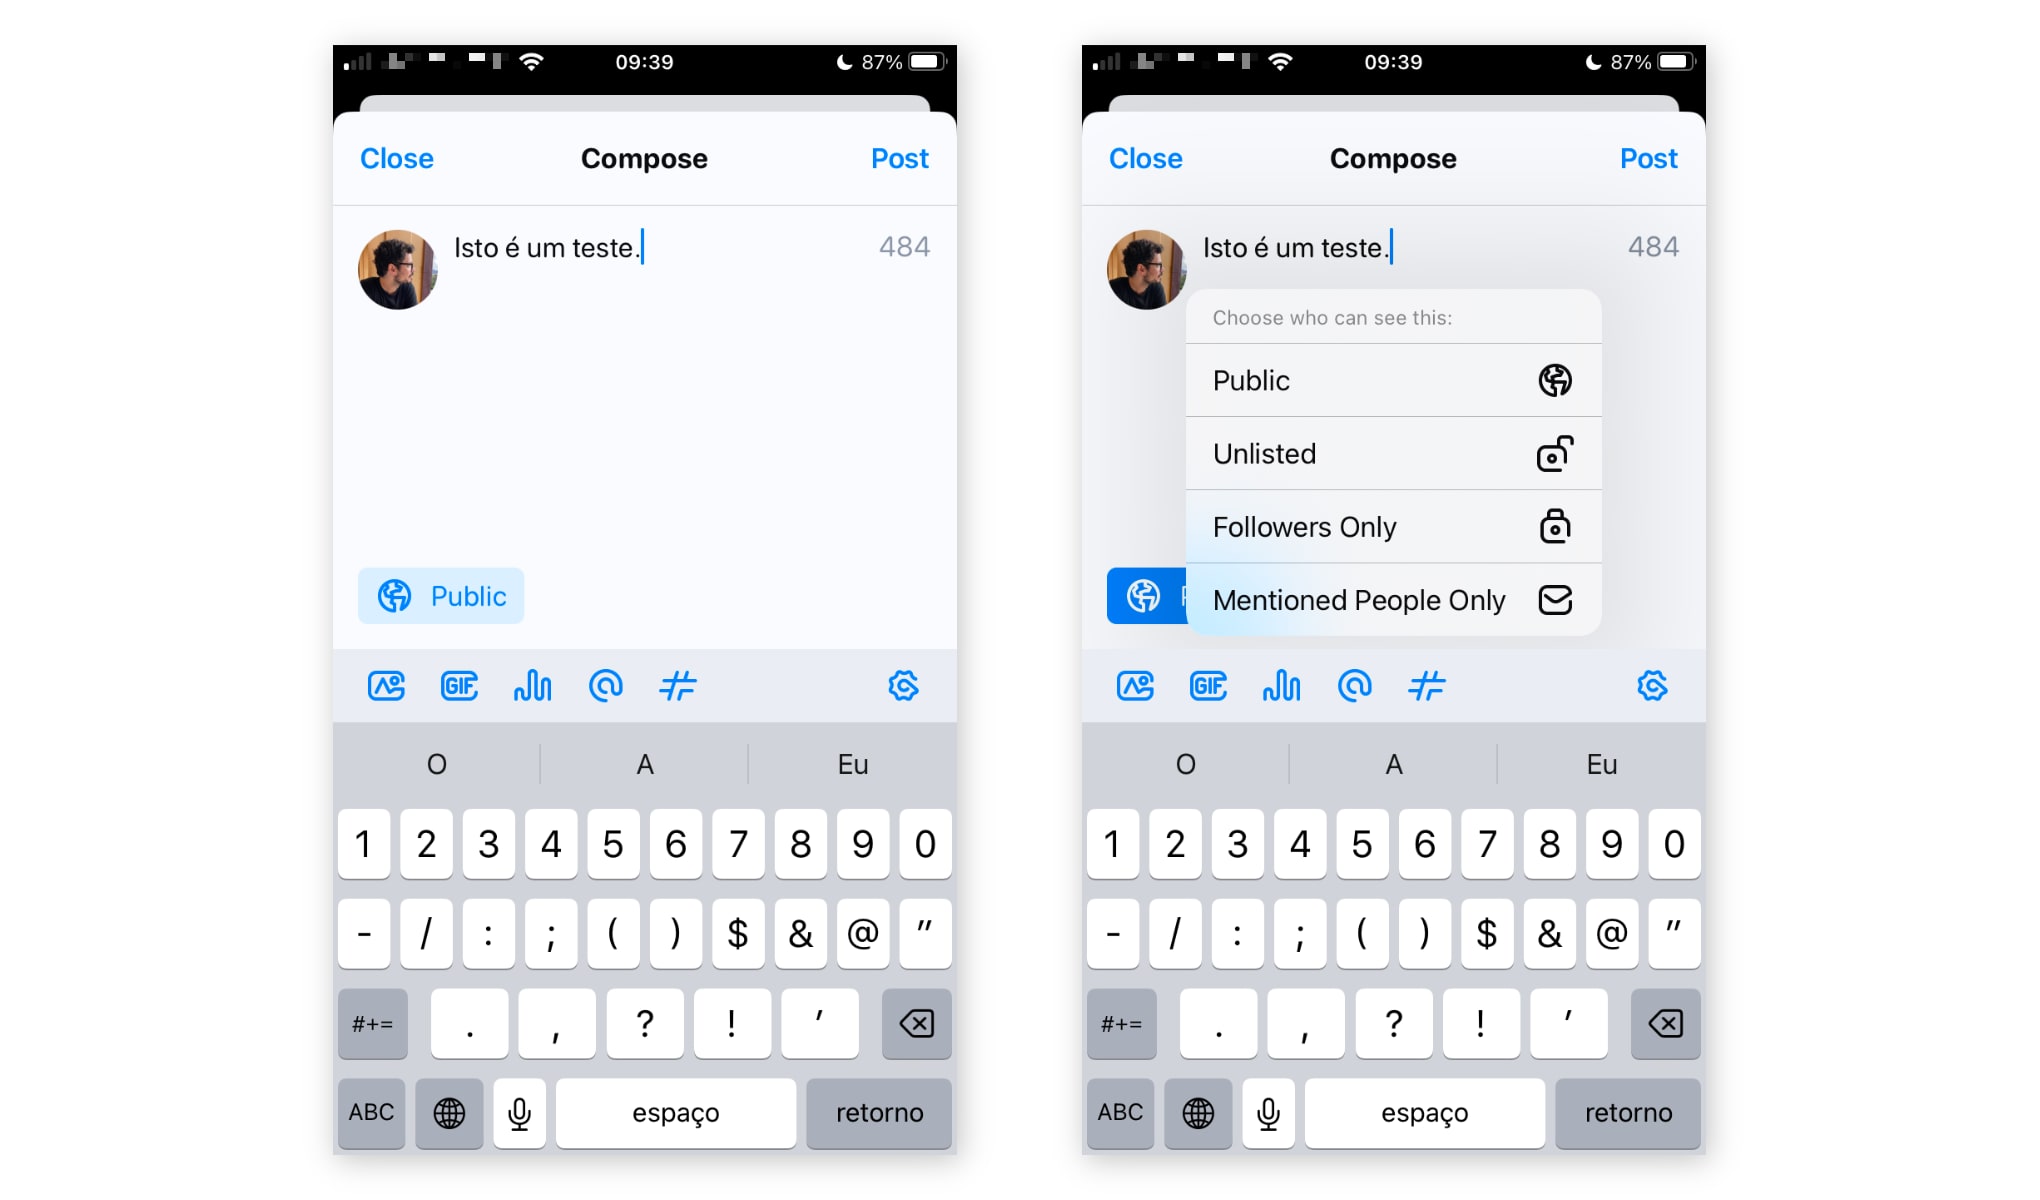 09:39 87%
Close Compose Post
Isto é um teste. 484
Public
GIF
O A Eu
1 2 3 4 5 6 7 8 9 0
- / : ; ( ) $ & @ "
#+= . , ? ! '
ABC espaço retorno
09:39 87%
Close Compose Post
Isto é um teste. 484
Choose who can see this:
Public
Unlisted
Followers Only
Mentioned People Only
GIF
O A Eu
1 2 3 4 5 6 7 8 9 0
- / : ; ( ) $ & @ "
#+= . , ? ! '
ABC espaço retorno